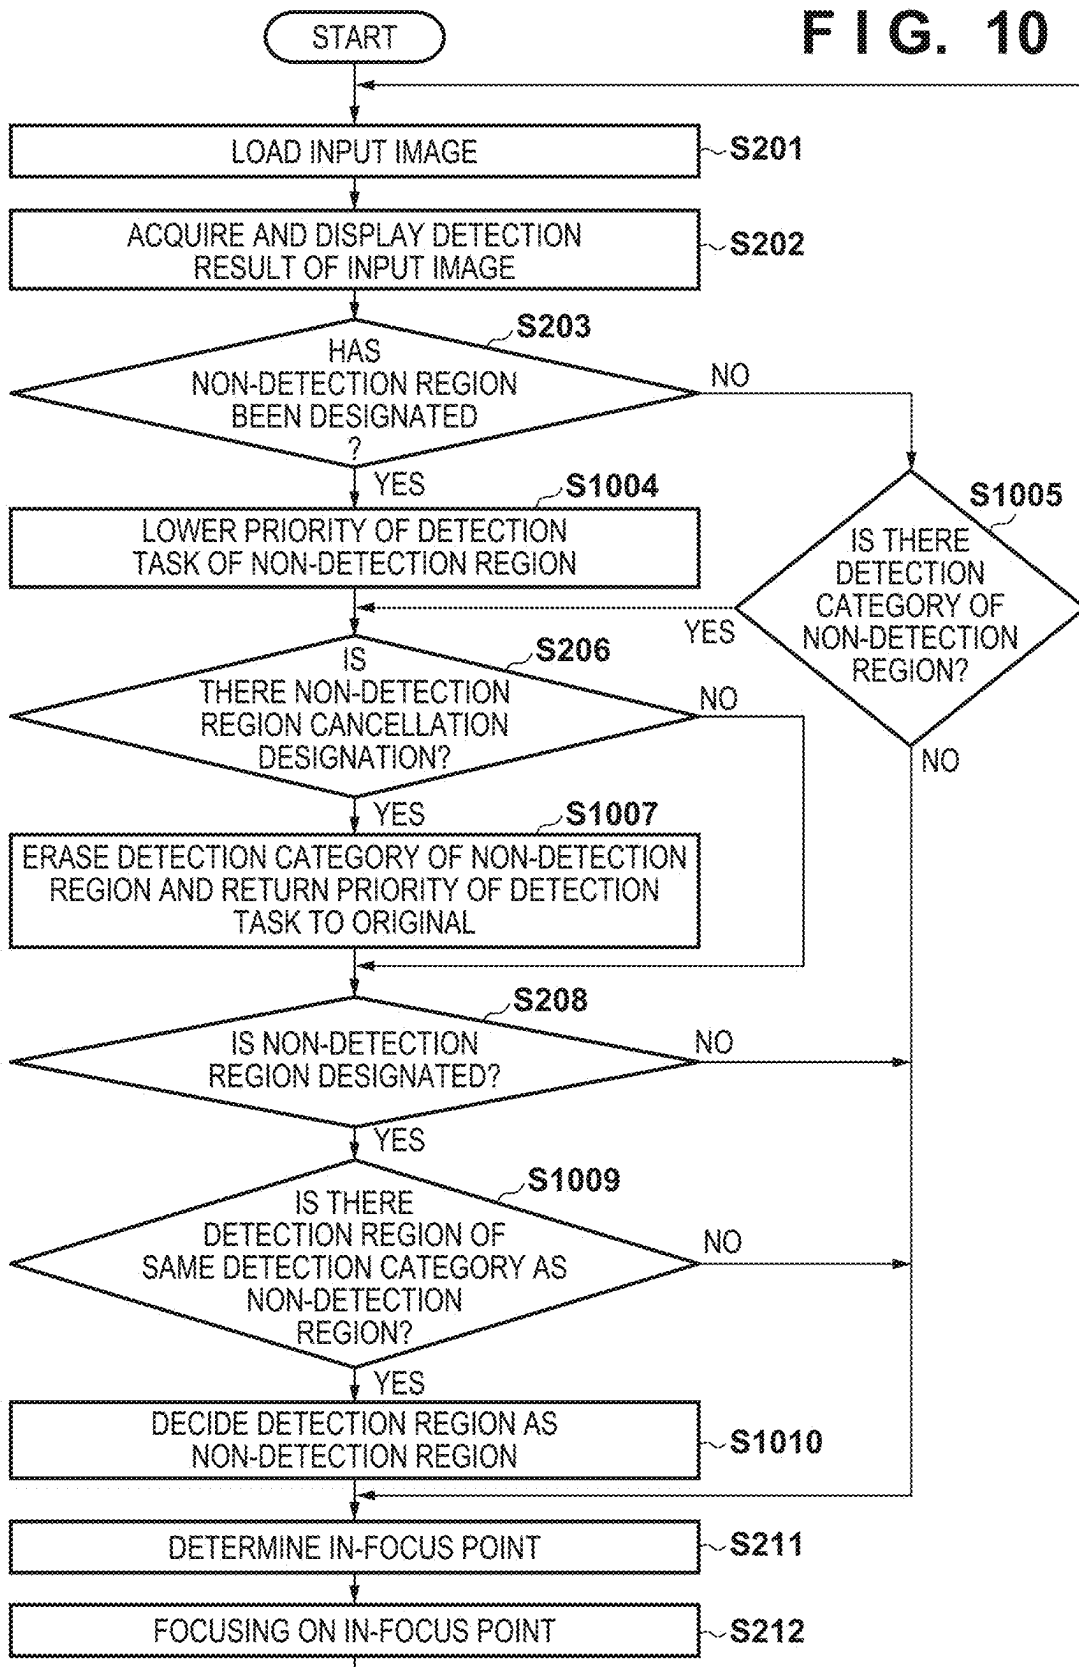 FIG. 10
START
LOAD INPUT IMAGE
S201
ACQUIRE AND DISPLAY DETECTION
RESULT OF INPUT IMAGE
S202
S203
HAS
NON-DETECTION REGION
BEEN DESIGNATED
?
NO
YES
S1004
LOWER PRIORITY OF DETECTION
TASK OF NON-DETECTION REGION
S1005
IS THERE
DETECTION
CATEGORY OF
NON-DETECTION
REGION?
YES
NO
S206
IS
THERE NON-DETECTION
REGION CANCELLATION
DESIGNATION?
NO
YES
S1007
ERASE DETECTION CATEGORY OF NON-DETECTION
REGION AND RETURN PRIORITY OF DETECTION
TASK TO ORIGINAL
S208
IS NON-DETECTION
REGION DESIGNATED?
NO
YES
S1009
IS THERE
DETECTION REGION OF
SAME DETECTION CATEGORY AS
NON-DETECTION
REGION?
NO
YES
DECIDE DETECTION REGION AS
NON-DETECTION REGION
S1010
DETERMINE IN-FOCUS POINT
S211
FOCUSING ON IN-FOCUS POINT
S212